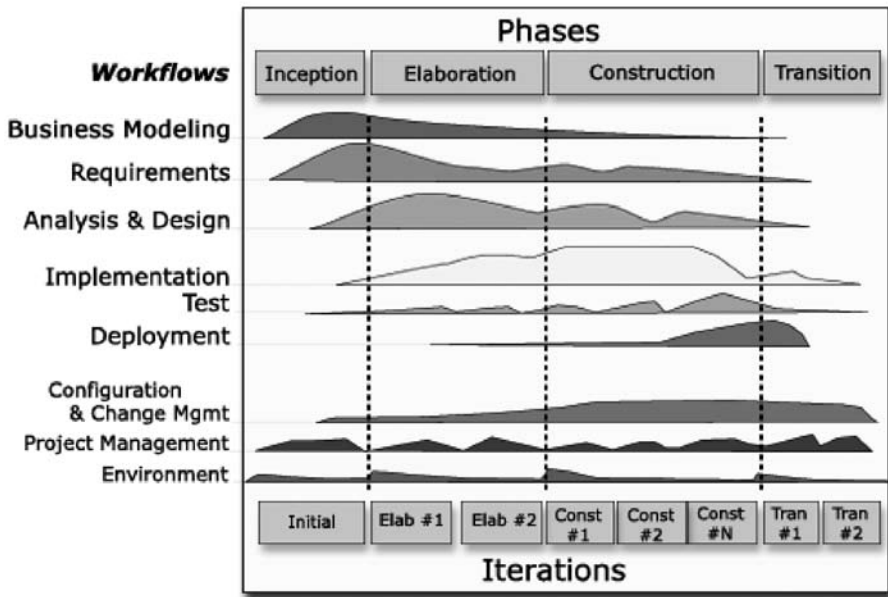 Phases
Workflows
Inception
Elaboration
Construction
Transition
Business Modeling
Requirements
Analysis & Design
Implementation
Test
Deployment
Configuration
& Change Mgmt
Project Management
Environment
Initial
Elab #1
Elab #2
Const
#1
Const
#2
Const
#N
Tran
#1
Tran
#2
Iterations